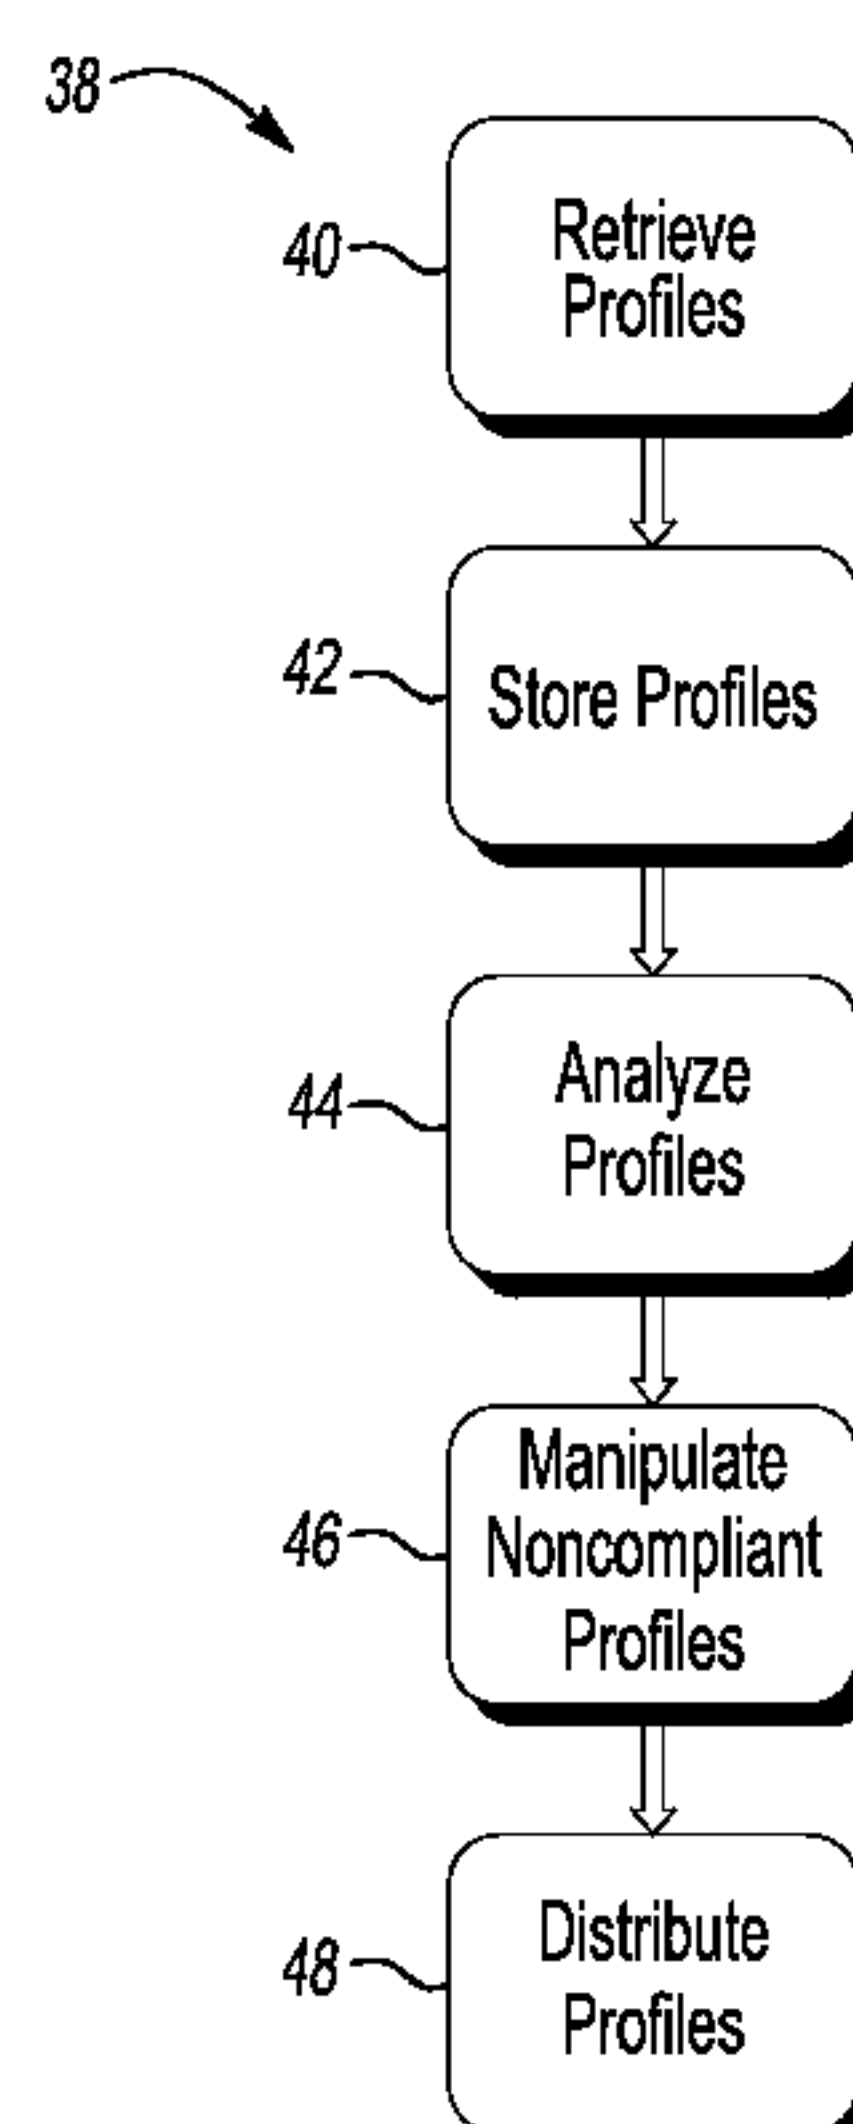 38
40
Retrieve
Profiles
42
Store Profiles
44
Analyze
Profiles
46
Manipulate
Noncompliant
Profiles
48
Distribute
Profiles